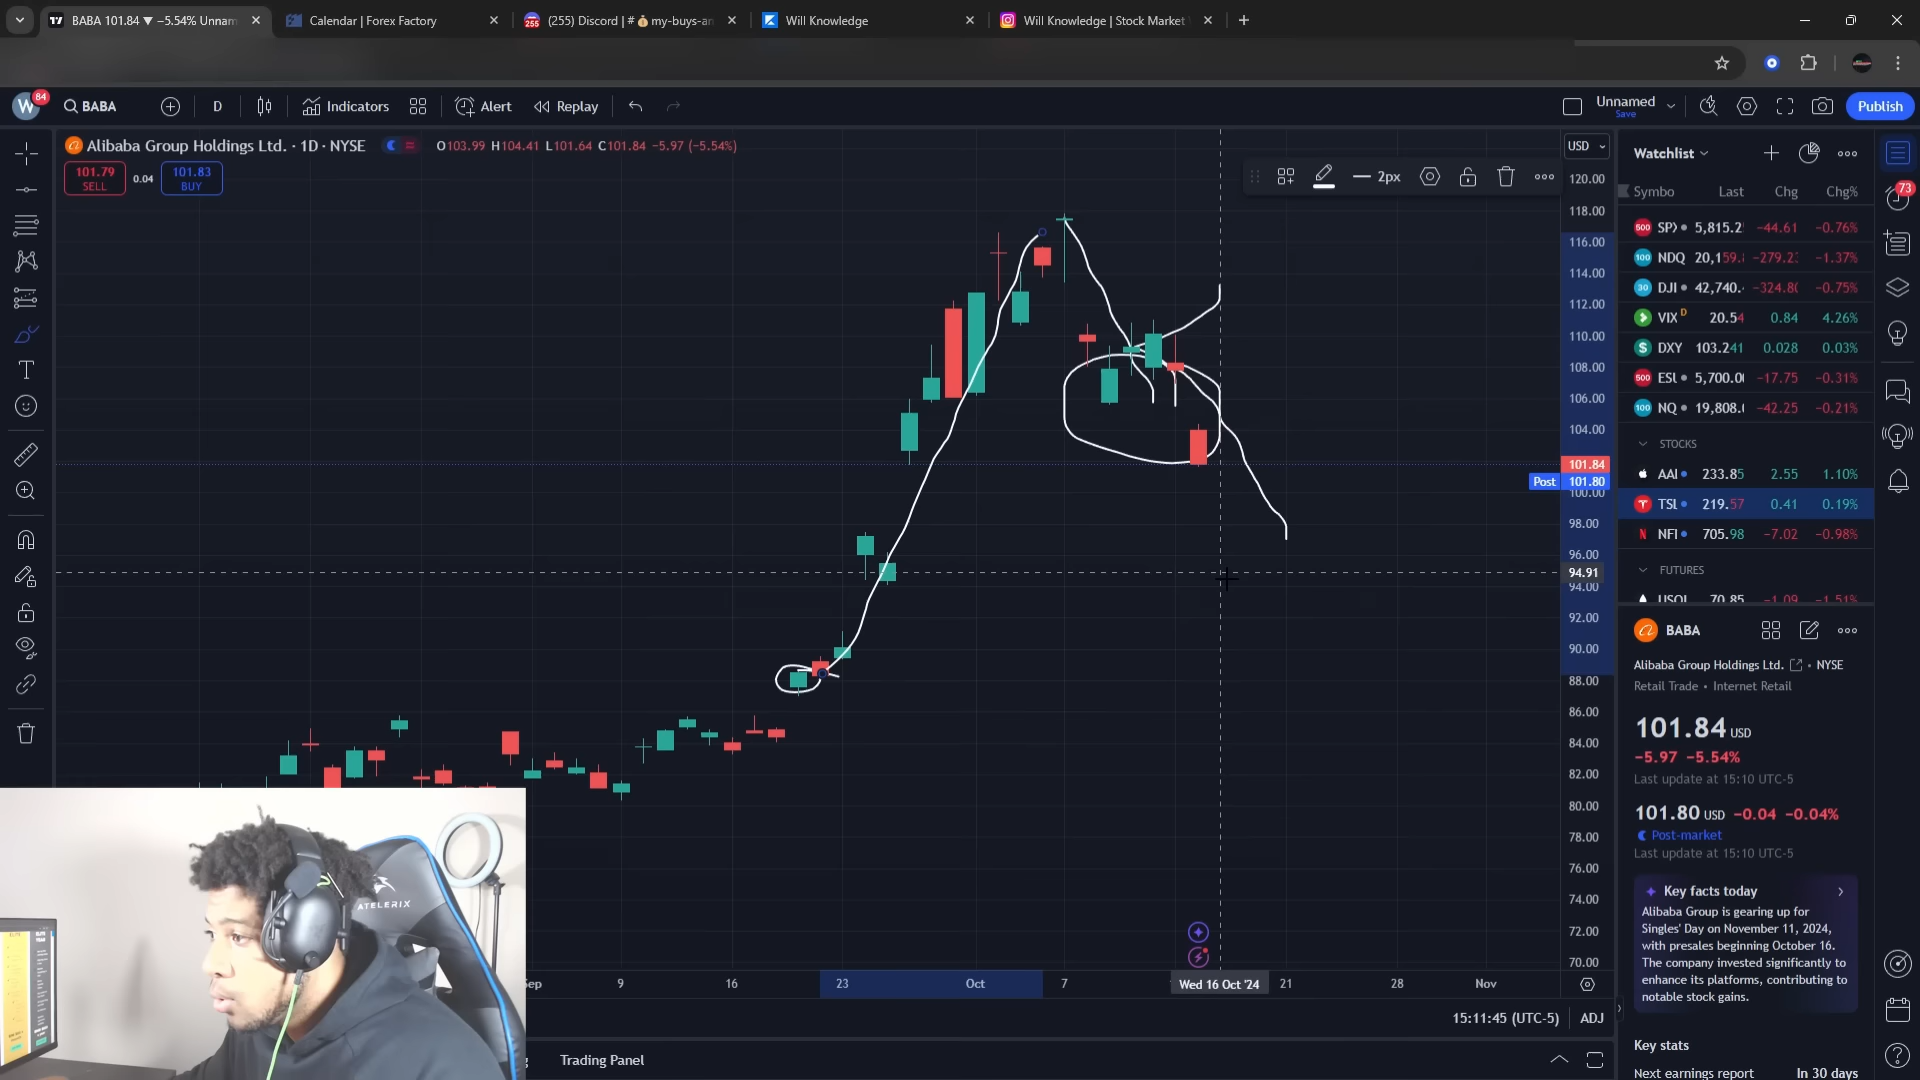 BABA 101.84 ▼ −5.54% Unnam
Calendar | Forex Factory
(255) Discord | # 💰my-buys-an
Will Knowledge
Will Knowledge | Stock Market
W 84
BABA
D
Indicators
Alert
Replay
Unnamed
Save
Publish
Alibaba Group Holdings Ltd. · 1D · NYSE
O103.99 H104.41 L101.64 C101.84 −5.97 (−5.54%)
101.79
SELL
0.04
101.83
BUY
2px
USD
120.00
118.00
116.00
114.00
112.00
110.00
108.00
106.00
104.00
101.84
Post 101.80
100.00
98.00
96.00
94.91
94.00
92.00
90.00
88.00
86.00
84.00
82.00
80.00
78.00
76.00
74.00
72.00
70.00
9
16
23
Oct
7
Wed 16 Oct '24
21
28
Nov
15:11:45 (UTC-5)
ADJ
Trading Panel
Watchlist
Symbo Last Chg Chg%
500 5,815.2 −44.61 −0.76%
100 NDQ 20,159. −279.2 −1.37%
30 DJI 42,740. −324.8 −0.75%
VIX D 20.54 0.84 4.26%
$ DXY 103.241 0.028 0.03%
500 5,700.0 −17.75 −0.31%
100 NQ 19,808. −42.25 −0.21%
STOCKS
AAI 233.85 2.55 1.10%
TSL 219.57 0.41 0.19%
N NFI 705.98 −7.02 −0.98%
FUTURES
USOI 70.85 −1.09 −1.51%
73
BABA
Alibaba Group Holdings Ltd. • NYSE
Retail Trade • Internet Retail
101.84 USD
−5.97 −5.54%
Last update at 15:10 UTC-5
101.80 USD −0.04 −0.04%
Post-market
Last update at 15:10 UTC-5
Key facts today
Alibaba Group is gearing up for
Singles' Day on November 11, 2024,
with presales beginning October 16.
The company invested significantly to
enhance its platforms, contributing to
notable stock gains.
Key stats
Next earnings report In 30 days
ATELERIX